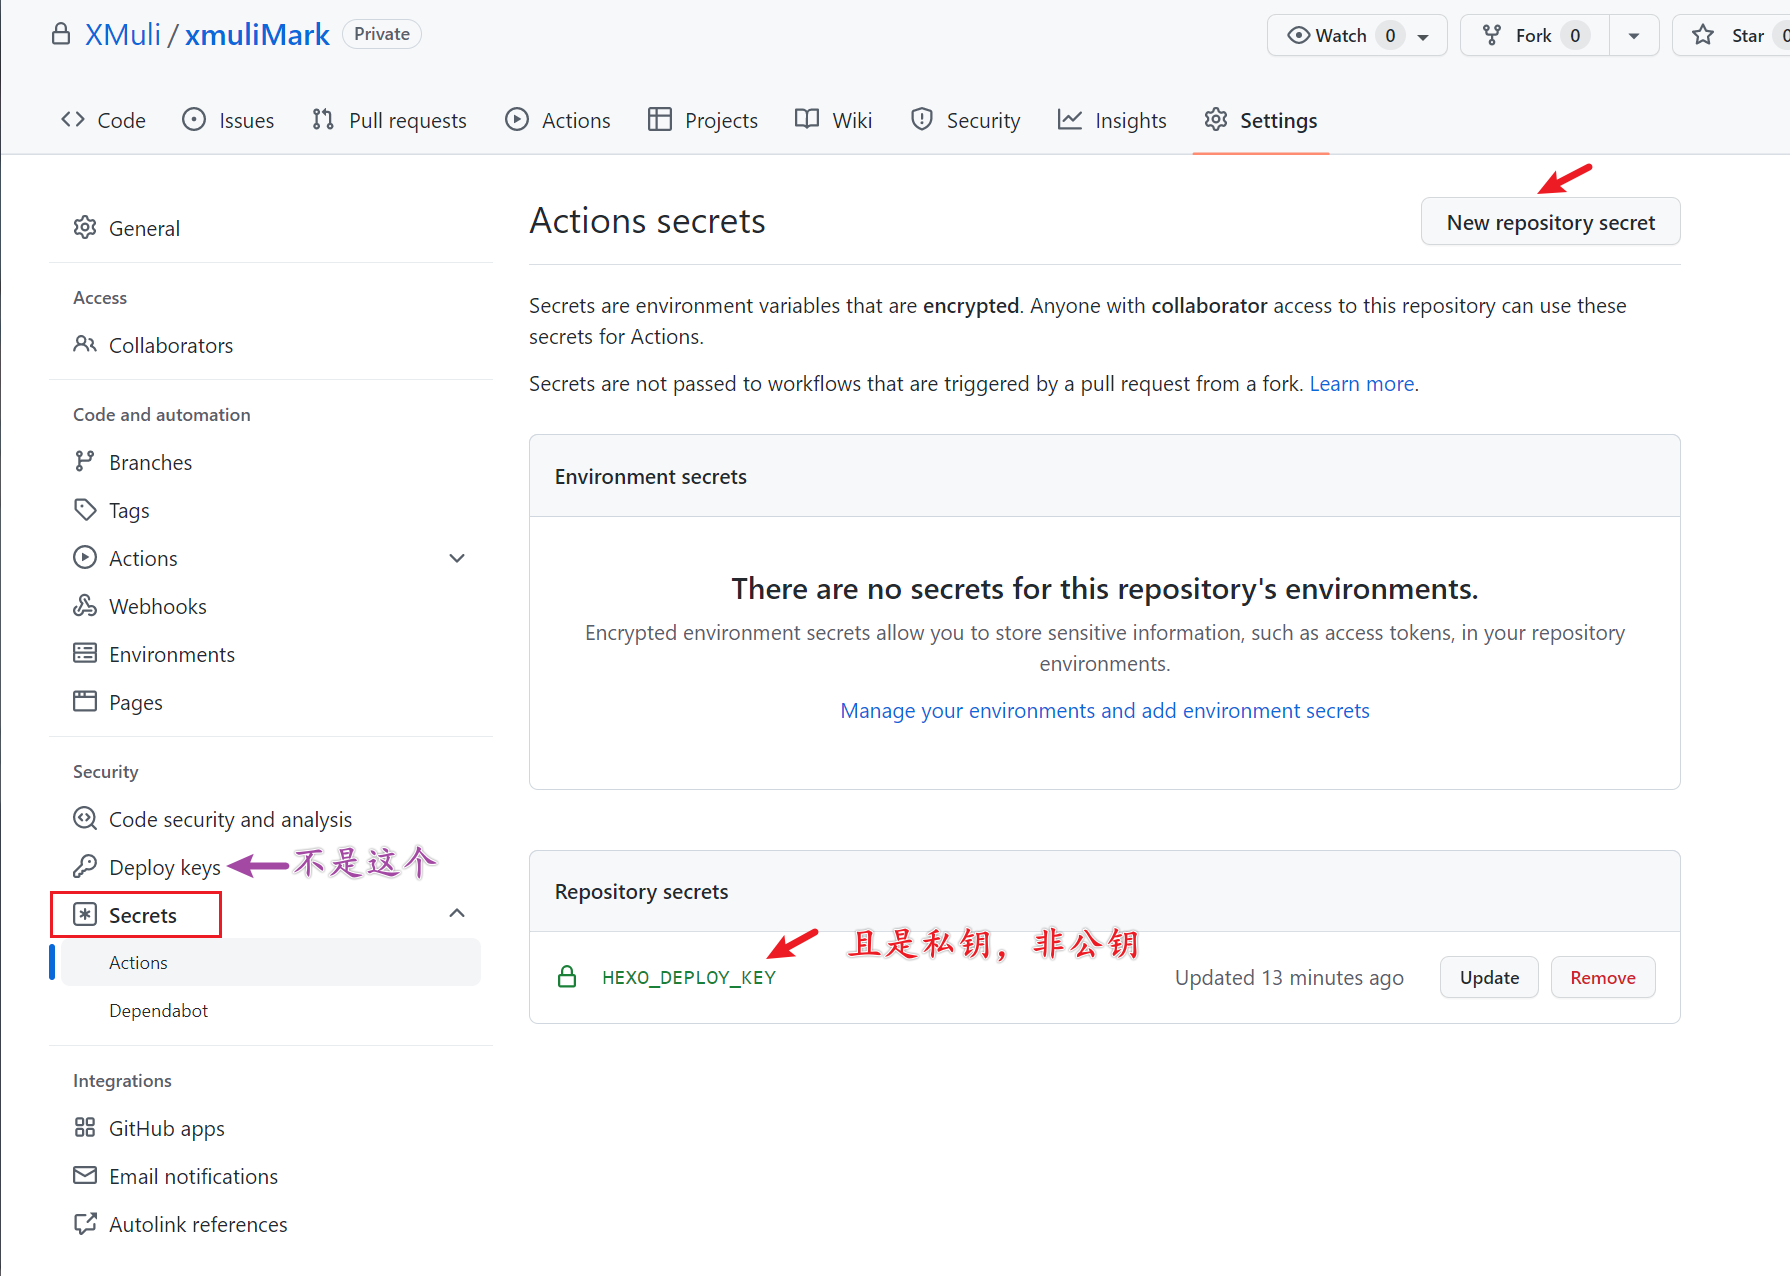 XMuli / xmuliMark Private
Watch 0 Fork 0 Star 0
Code Issues Pull requests Actions Projects Wiki Security Insights Settings
General
Access
Collaborators
Code and automation
Branches
Tags
Actions
Webhooks
Environments
Pages
Security
Code security and analysis
Deploy keys 不是这个
Secrets
Actions
Dependabot
Integrations
GitHub apps
Email notifications
Autolink references
Actions secrets
New repository secret
Secrets are environment variables that are encrypted. Anyone with collaborator access to this repository can use these
secrets for Actions.
Secrets are not passed to workflows that are triggered by a pull request from a fork. Learn more.
Environment secrets
There are no secrets for this repository's environments.
Encrypted environment secrets allow you to store sensitive information, such as access tokens, in your repository
environments.
Manage your environments and add environment secrets
Repository secrets
且是私钥，非公钥
HEXO_DEPLOY_KEY Updated 13 minutes ago Update Remove